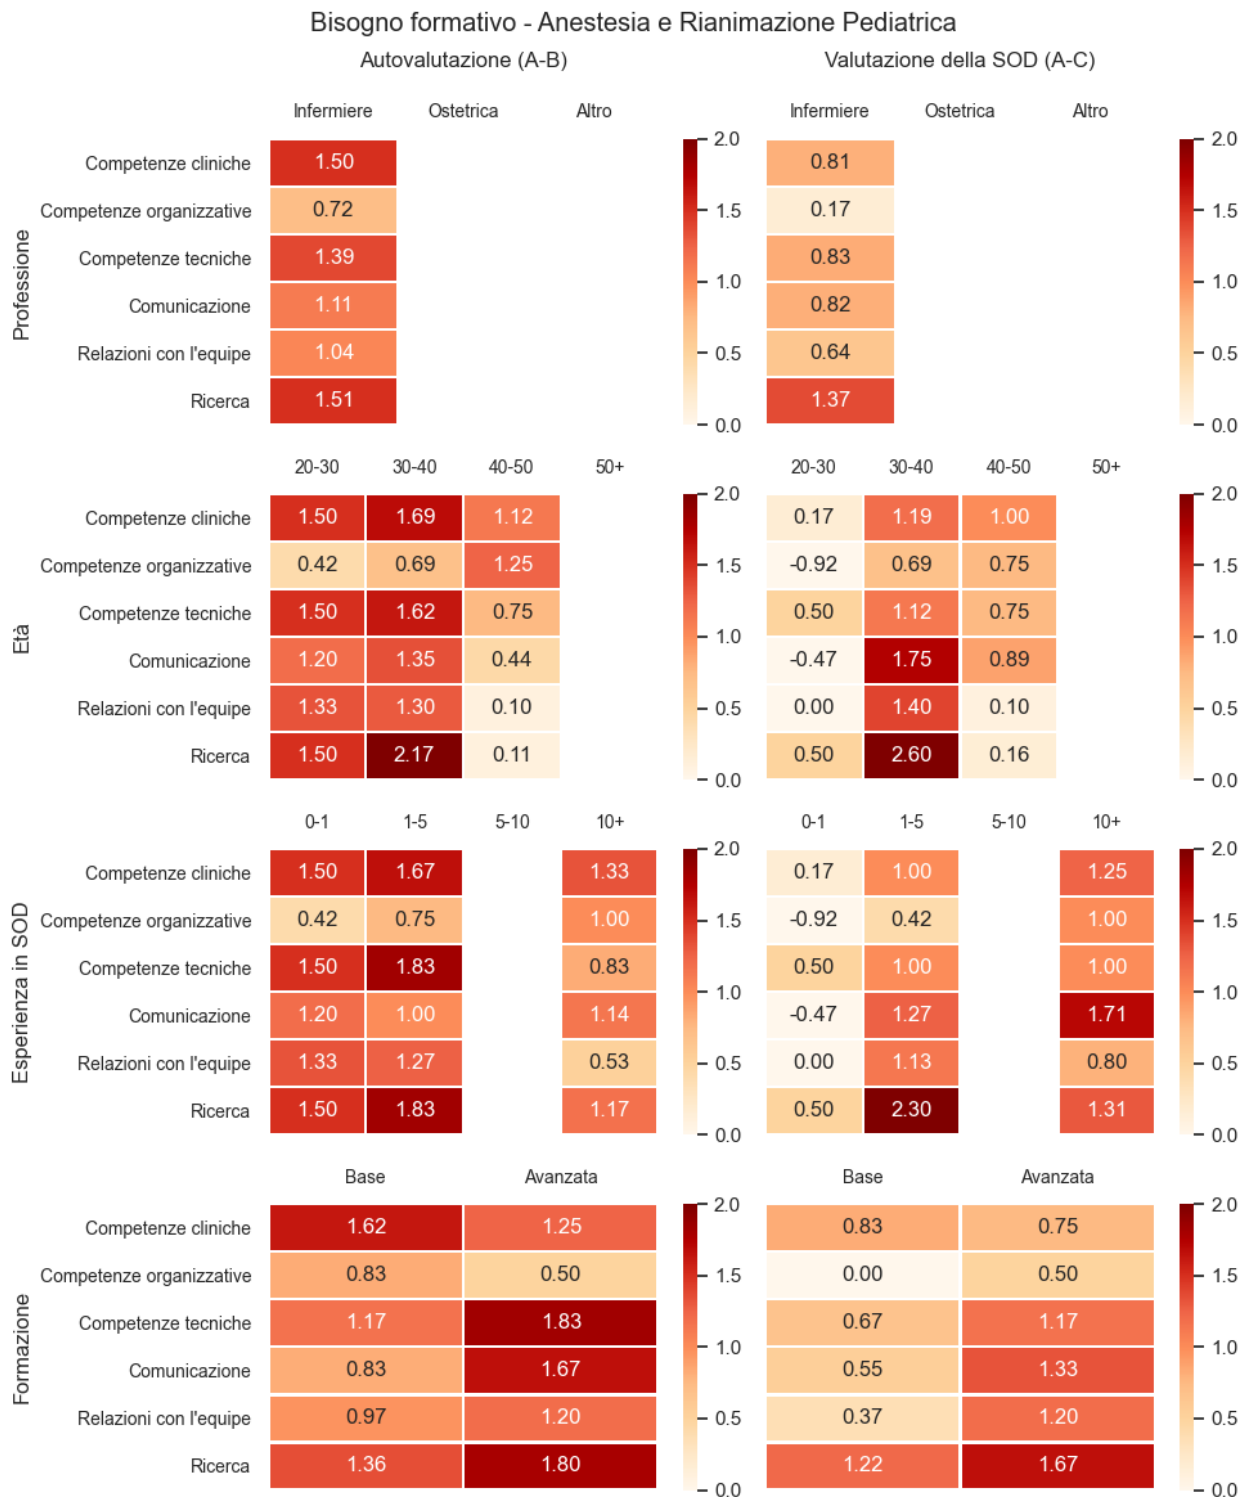 Bisogno formativo - Anestesia e Rianimazione Pediatrica
Autovalutazione (A-B) Valutazione della SOD (A-C)
Infermiere Ostetrica Altro Infermiere Ostetrica Altro
Professione
Competenze cliniche 1.50 0.81
Competenze organizzative 0.72 0.17
Competenze tecniche 1.39 0.83
Comunicazione 1.11 0.82
Relazioni con l'equipe 1.04 0.64
Ricerca 1.51 1.37
2.0 1.5 1.0 0.5 0.0
2.0 1.5 1.0 0.5 0.0
20-30 30-40 40-50 50+ 20-30 30-40 40-50 50+
Età
Competenze cliniche 1.50 1.69 1.12 0.17 1.19 1.00
Competenze organizzative 0.42 0.69 1.25 -0.92 0.69 0.75
Competenze tecniche 1.50 1.62 0.75 0.50 1.12 0.75
Comunicazione 1.20 1.35 0.44 -0.47 1.75 0.89
Relazioni con l'equipe 1.33 1.30 0.10 0.00 1.40 0.10
Ricerca 1.50 2.17 0.11 0.50 2.60 0.16
2.0 1.5 1.0 0.5 0.0
2.0 1.5 1.0 0.5 0.0
0-1 1-5 5-10 10+ 0-1 1-5 5-10 10+
Esperienza in SOD
Competenze cliniche 1.50 1.67 1.33 0.17 1.00 1.25
Competenze organizzative 0.42 0.75 1.00 -0.92 0.42 1.00
Competenze tecniche 1.50 1.83 0.83 0.50 1.00 1.00
Comunicazione 1.20 1.00 1.14 -0.47 1.27 1.71
Relazioni con l'equipe 1.33 1.27 0.53 0.00 1.13 0.80
Ricerca 1.50 1.83 1.17 0.50 2.30 1.31
2.0 1.5 1.0 0.5 0.0
2.0 1.5 1.0 0.5 0.0
Base Avanzata Base Avanzata
Formazione
Competenze cliniche 1.62 1.25 0.83 0.75
Competenze organizzative 0.83 0.50 0.00 0.50
Competenze tecniche 1.17 1.83 0.67 1.17
Comunicazione 0.83 1.67 0.55 1.33
Relazioni con l'equipe 0.97 1.20 0.37 1.20
Ricerca 1.36 1.80 1.22 1.67
2.0 1.5 1.0 0.5 0.0
2.0 1.5 1.0 0.5 0.0